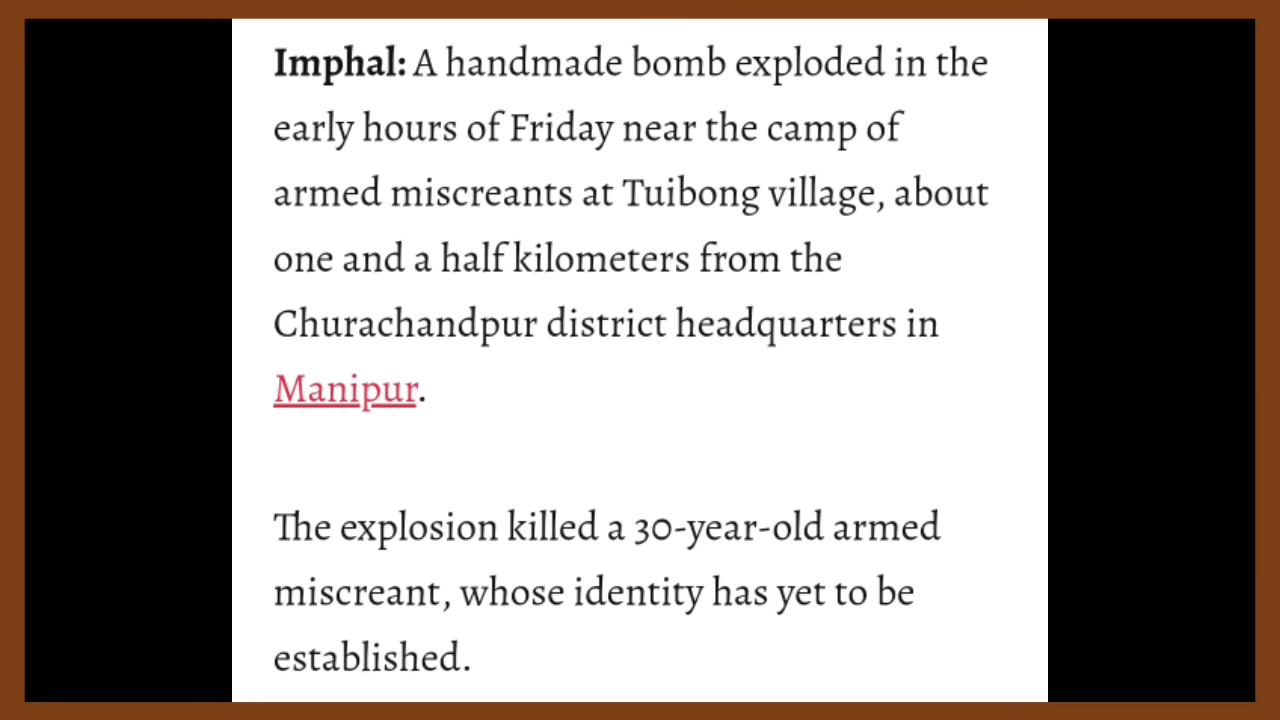 Imphal: A handmade bomb exploded in the
early hours of Friday near the camp of
armed miscreants at Tuibong village, about
one and a half kilometers from the
Churachandpur district headquarters in
Manipur.
The explosion killed a 30-year-old armed
miscreant, whose identity has yet to be
established.